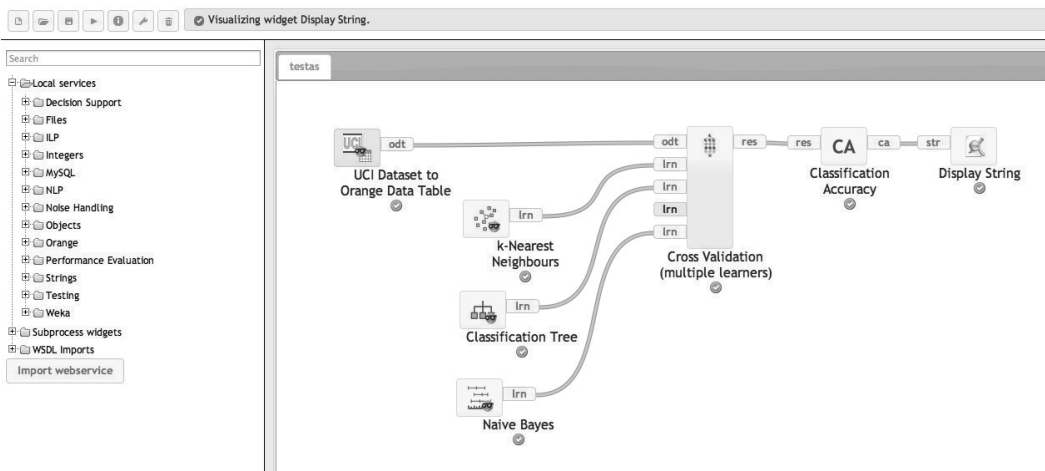 Visualizing widget Display String.
Search
Local services
Decision Support
Files
ILP
Integers
MySQL
NLP
Noise Handling
Objects
Orange
Performance Evaluation
Strings
Testing
Weka
Subprocess widgets
WSDL Imports
Import webservice
testas
UCI
odt
UCI Dataset to
Orange Data Table
lrn
k-Nearest
Neighbours
lrn
Classification Tree
lrn
Naive Bayes
odt
lrn
lrn
lrn
lrn
res
Cross Validation
(multiple learners)
res
CA
ca
Classification
Accuracy
str
Display String